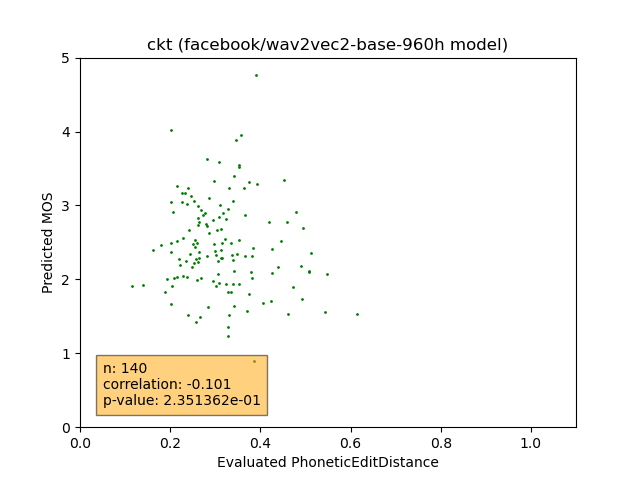 ckt (facebook/wav2vec2-base-960h model)
Predicted MOS
5
4
3
2
1
0
n: 140
correlation: -0.101
p-value: 2.351362e-01
0.0 0.2 0.4 0.6 0.8 1.0
Evaluated PhoneticEditDistance